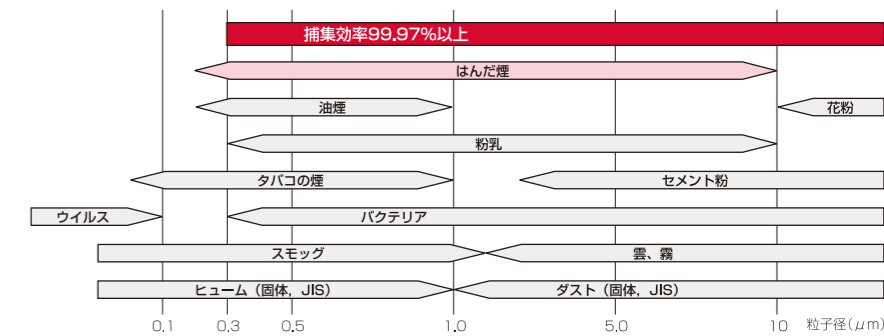 捕集効率99.97%以上
はんだ煙
油煙 花粉
粉乳
タバコの煙 セメント粉
ウイルス バクテリア
スモッグ 雲、霧
ヒューム(固体, JIS) ダスト(固体, JIS)
0.1 0.3 0.5 1.0 5.0 10 粒子径(μm)